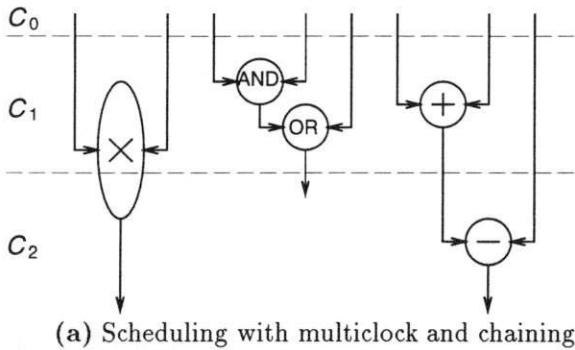 C0
AND
C1
+
OR
×
C2
−
(a) Scheduling with multiclock and chaining